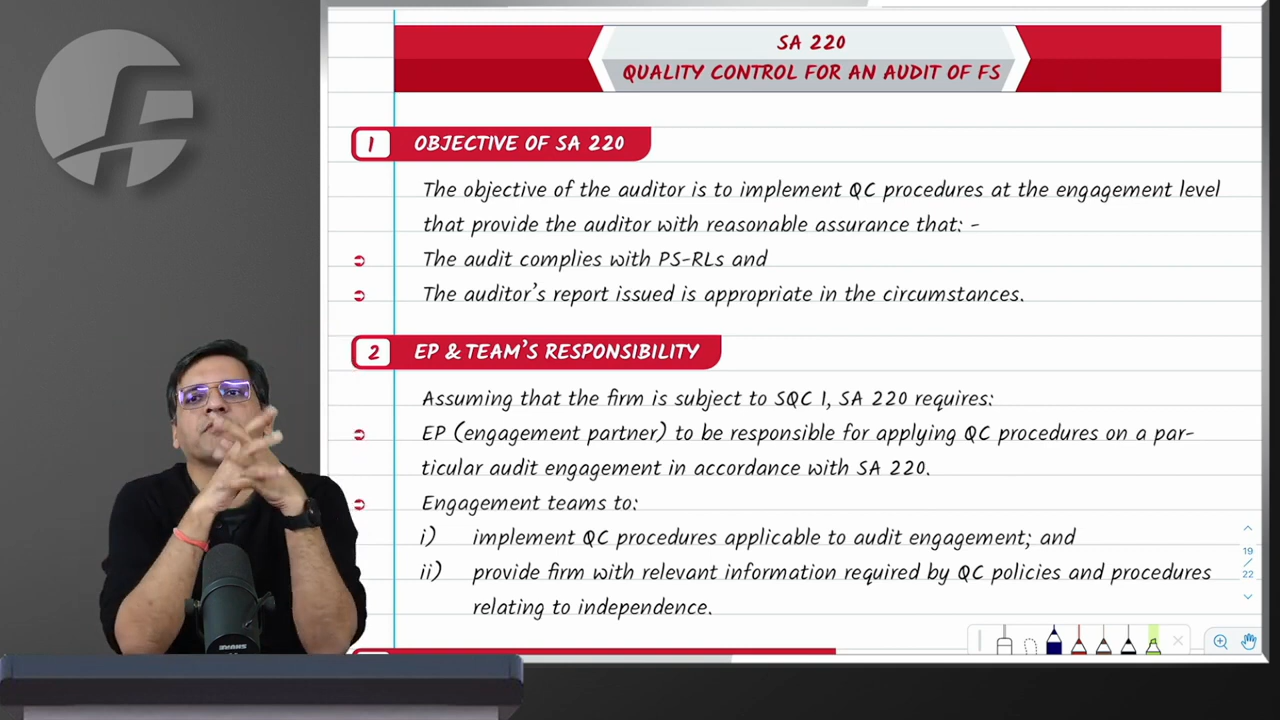 SA 220
QUALITY CONTROL FOR AN AUDIT OF FS
1 OBJECTIVE OF SA 220
The objective of the auditor is to implement QC procedures at the engagement level
that provide the auditor with reasonable assurance that: -
The audit complies with PS-RLs and
The auditor's report issued is appropriate in the circumstances.
2 EP & TEAM'S RESPONSIBILITY
Assuming that the firm is subject to SQC 1, SA 220 requires:
EP (engagement partner) to be responsible for applying QC procedures on a par-
ticular audit engagement in accordance with SA 220.
Engagement teams to:
i) implement QC procedures applicable to audit engagement; and
ii) provide firm with relevant information required by QC policies and procedures
relating to independence.
19
/
22
SHURE